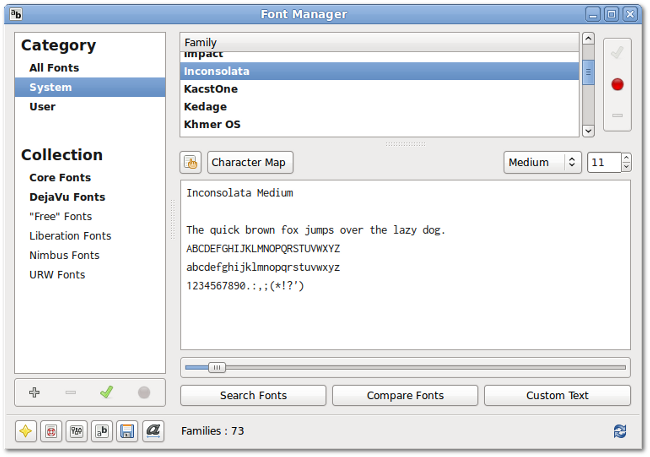 Font Manager
Category
All Fonts
System
User
Collection
Core Fonts
DejaVu Fonts
"Free" Fonts
Liberation Fonts
Nimbus Fonts
URW Fonts
Family
Impact
Inconsolata
KacstOne
Kedage
Khmer OS
Character Map
Medium
11
Inconsolata Medium
The quick brown fox jumps over the lazy dog.
ABCDEFGHIJKLMNOPQRSTUVWXYZ
abcdefghijklmnopqrstuvwxyz
1234567890.:,;(*!?')
Search Fonts
Compare Fonts
Custom Text
Families : 73